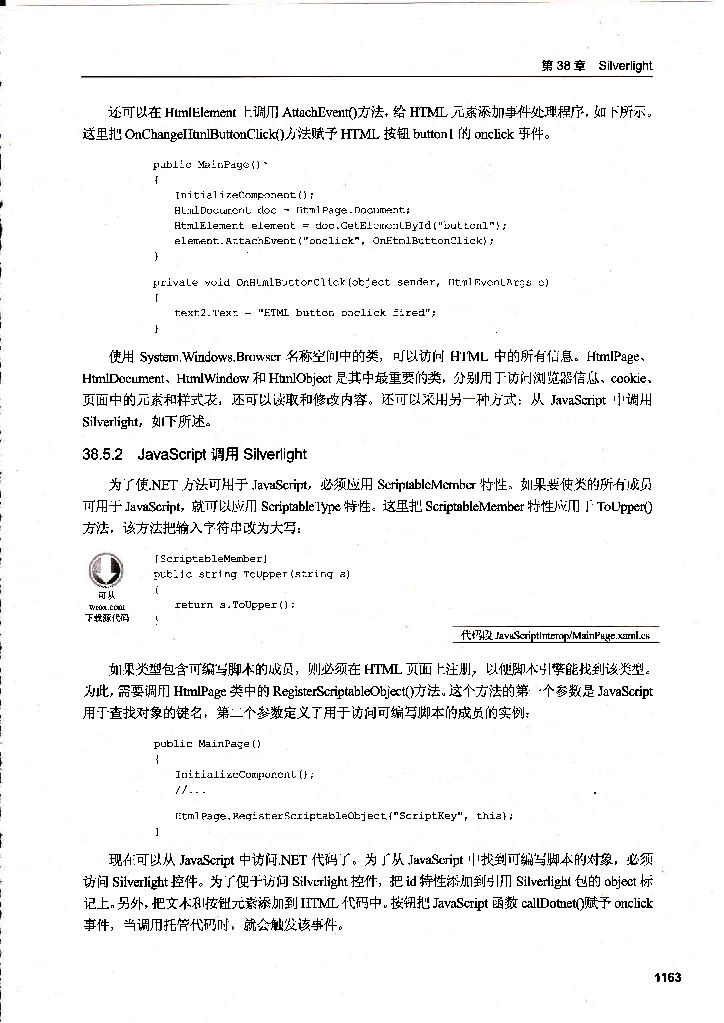 第 38 章 Silverlight
还可以在 HtmlElement 上调用 AttachEvent()方法，给 HTML 元素添加事件处理程序，如下所示。
这里把 OnChangeHtmlButtonClick()方法赋予 HTML 按钮 button1 的 onclick 事件。
public MainPage()
{
InitializeComponent();
HtmlDocument doc = HtmlPage.Document;
HtmlElement element = doc.GetElementById("button1");
element.AttachEvent("onclick", OnHtmlButtonClick);
}
private void OnHtmlButtonClick(object sender, HtmlEventArgs e)
{
text2.Text = "HTML button onclick fired";
}
使用 System.Windows.Browser 名称空间中的类，可以访问 HTML 中的所有信息。HtmlPage、
HtmlDocument、HtmlWindow 和 HtmlObject 是其中最重要的类，分别用于访问浏览器信息、cookie、
页面中的元素和样式表，还可以读取和修改内容。还可以采用另一种方式：从 JavaScript 中调用
Silverlight，如下所述。
38.5.2 JavaScript 调用 Silverlight
为了使.NET 方法可用于 JavaScript，必须应用 ScriptableMember 特性。如果要使类的所有成员
可用于 JavaScript，就可以应用 ScriptableType 特性。这里把 ScriptableMember 特性应用于 ToUpper()
方法，该方法把输入字符串改为大写：
[ScriptableMember]
public string ToUpper(string s)
{
return s.ToUpper();
}
可从
wrox.com
下载源代码
代码段 JavaScriptInterop/MainPage.xaml.cs
如果类型包含可编写脚本的成员，则必须在 HTML 页面上注册，以便脚本引擎能找到该类型。
为此，需要调用 HtmlPage 类中的 RegisterScriptableObject()方法。这个方法的第一个参数是 JavaScript
用于查找对象的键名，第二个参数定义了用于访问可编写脚本的成员的实例：
public MainPage()
{
InitializeComponent();
//...
HtmlPage.RegisterScriptableObject("ScriptKey", this);
}
现在可以从 JavaScript 中访问.NET 代码了。为了从 JavaScript 中找到可编写脚本的对象，必须
访问 Silverlight 控件。为了便于访问 Silverlight 控件，把 id 特性添加到引用 Silverlight 包的 object 标
记上。另外，把文本和按钮元素添加到 HTML 代码中。按钮把 JavaScript 函数 callDotnet()赋予 onclick
事件，当调用托管代码时，就会触发该事件。
1163